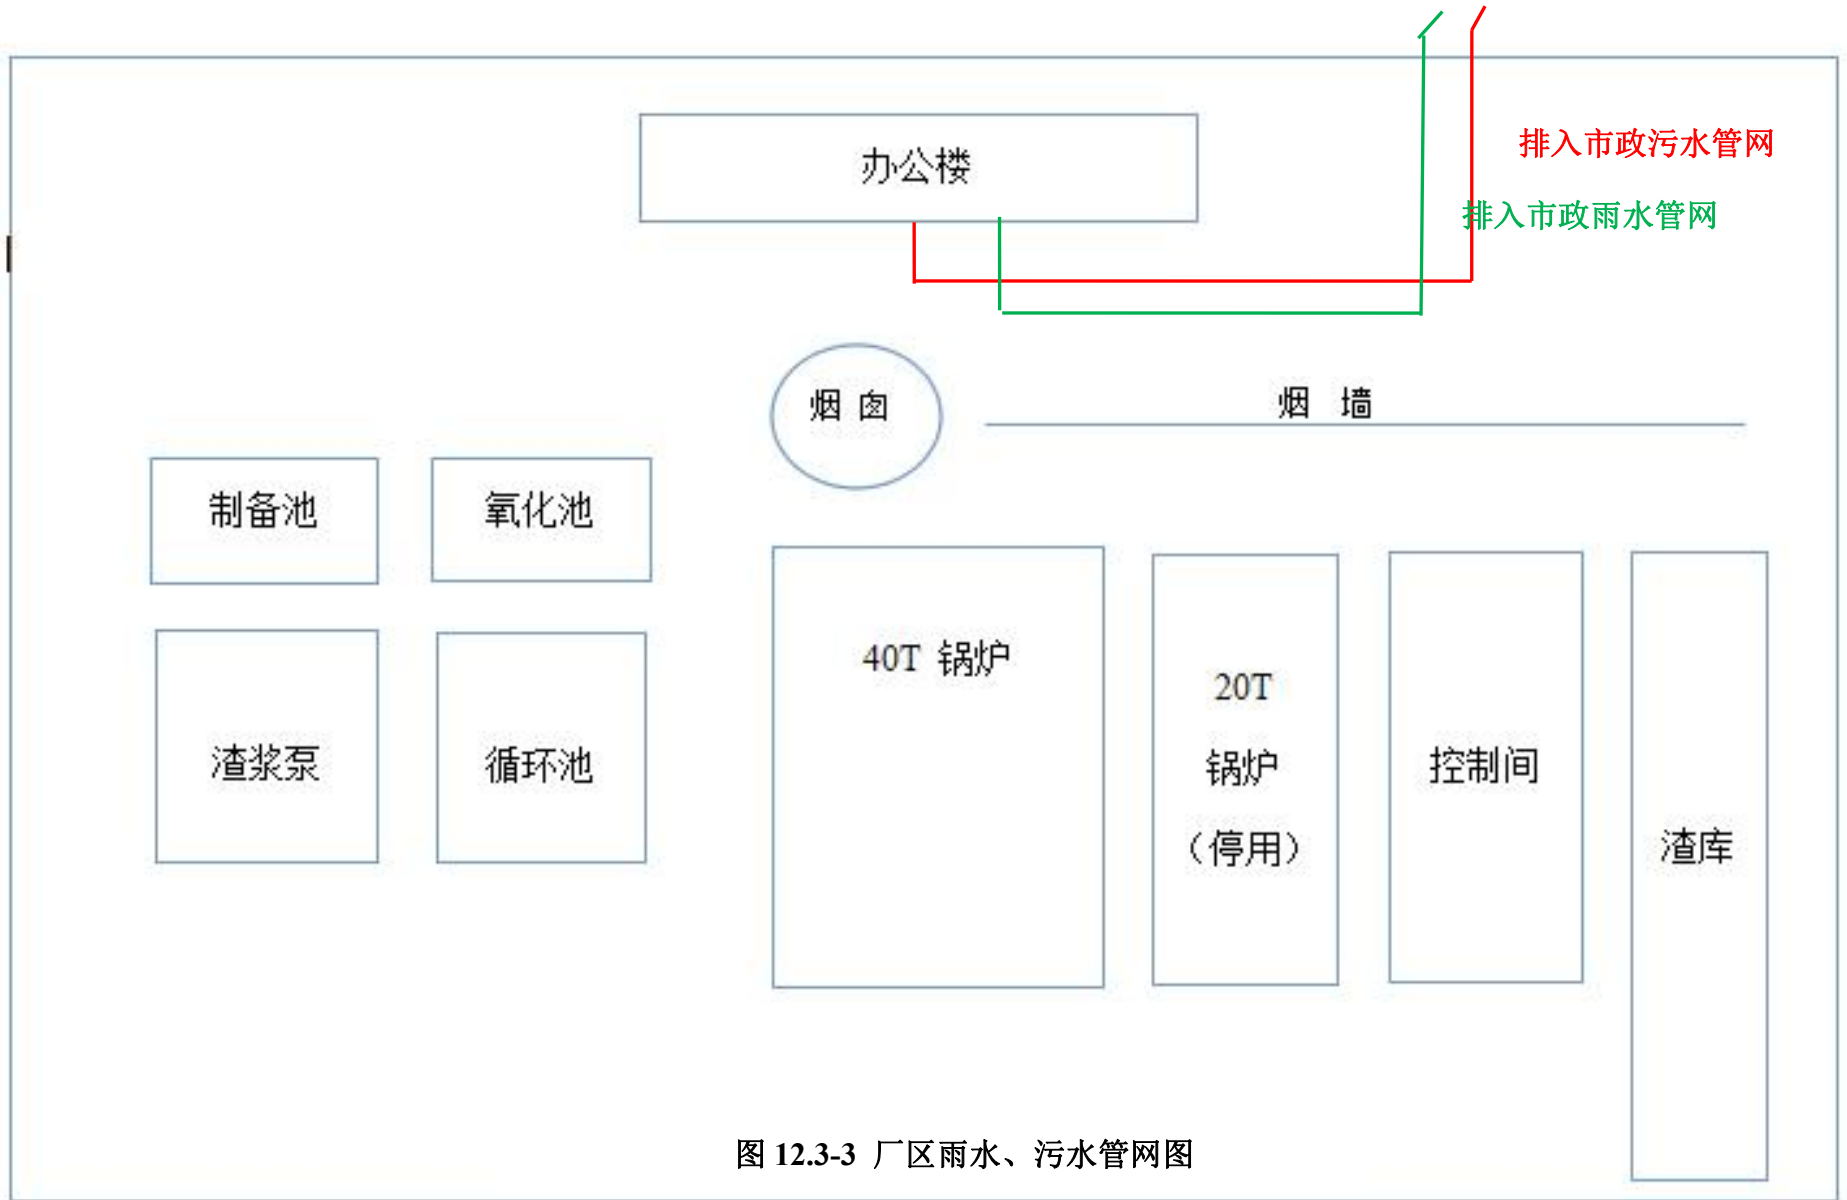 办公楼
排入市政污水管网
排入市政雨水管网
烟 囱
烟 墙
制备池
氧化池
40T 锅炉
20T
锅炉
（停用）
渣浆泵
循环池
控制间
渣库
图 12.3-3 厂区雨水、污水管网图